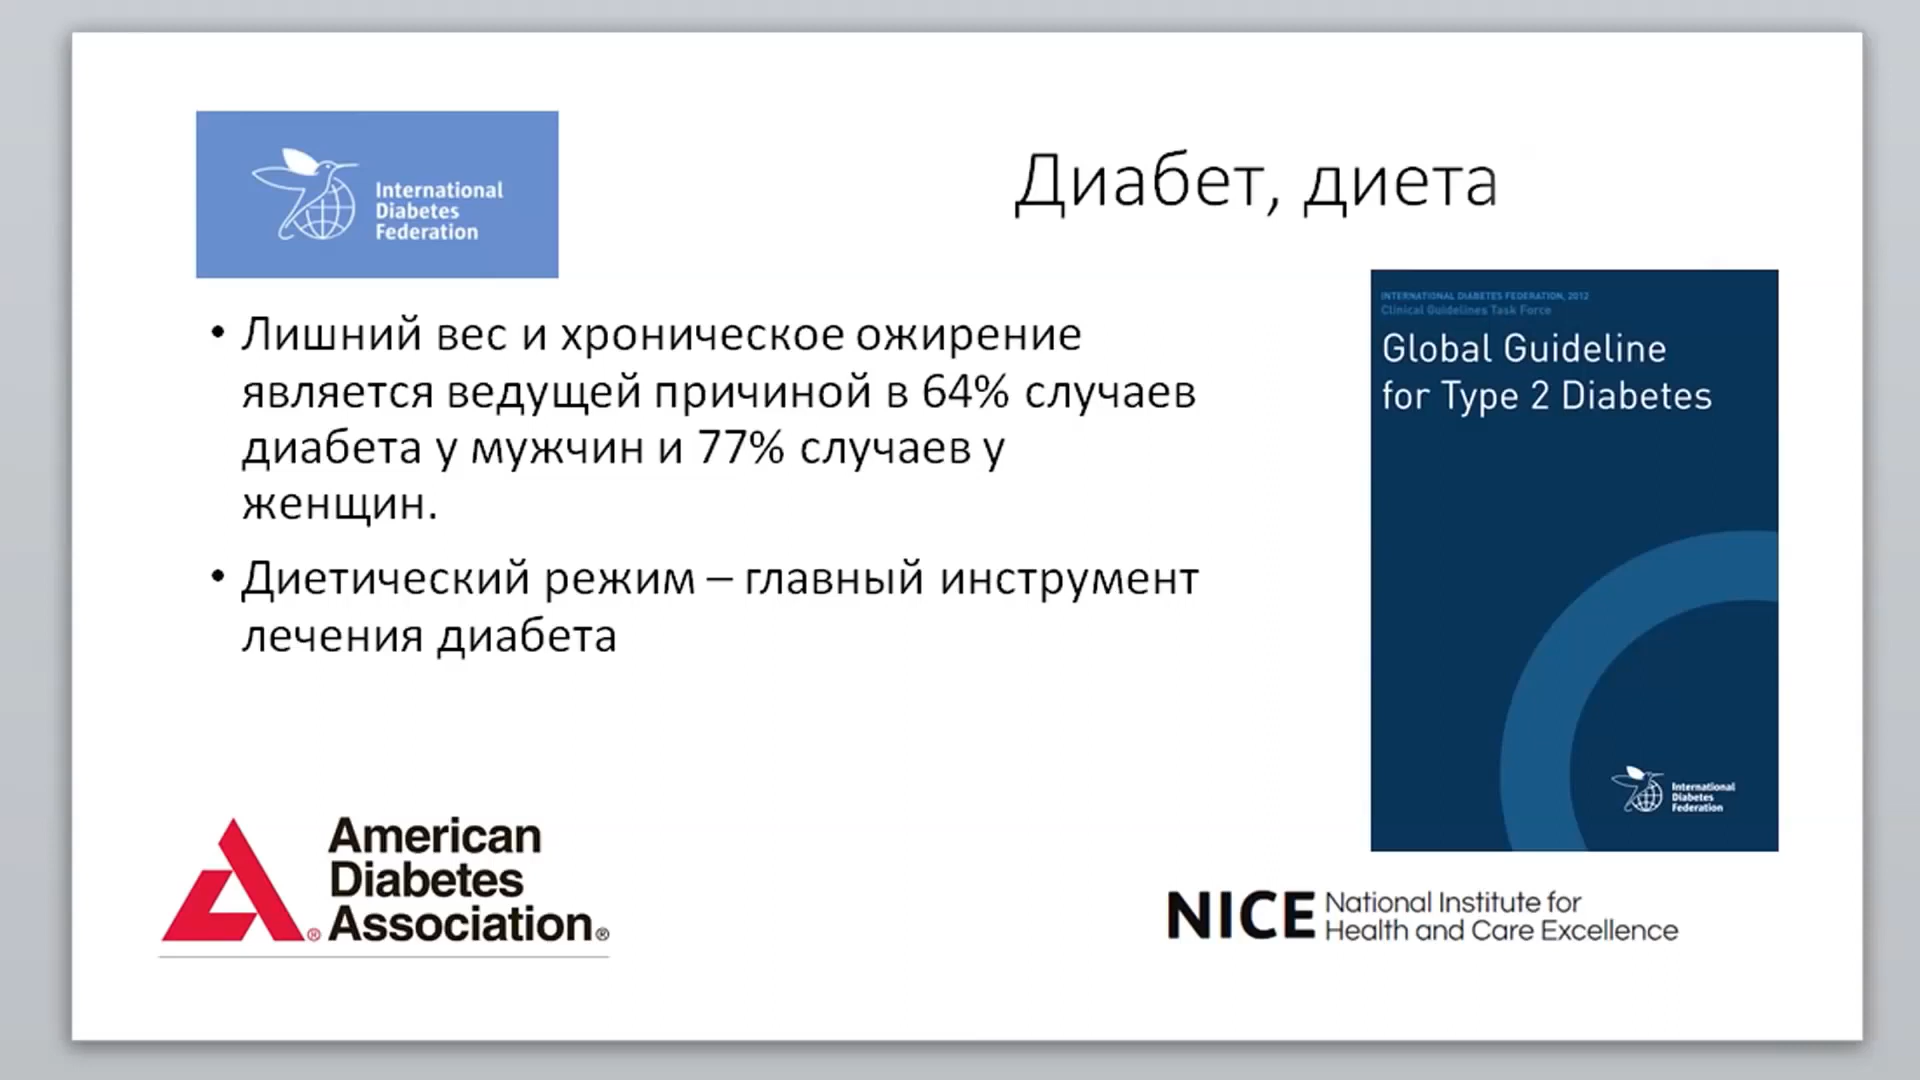 International
Diabetes
Federation
Диабет, диета
• Лишний вес и хроническое ожирение
является ведущей причиной в 64% случаев
диабета у мужчин и 77% случаев у
женщин.
• Диетический режим – главный инструмент
лечения диабета
INTERNATIONAL DIABETES FEDERATION, 2012
Clinical Guidelines Task Force
Global Guideline
for Type 2 Diabetes
International
Diabetes
Federation
American
Diabetes
Association®
NICE National Institute for
Health and Care Excellence